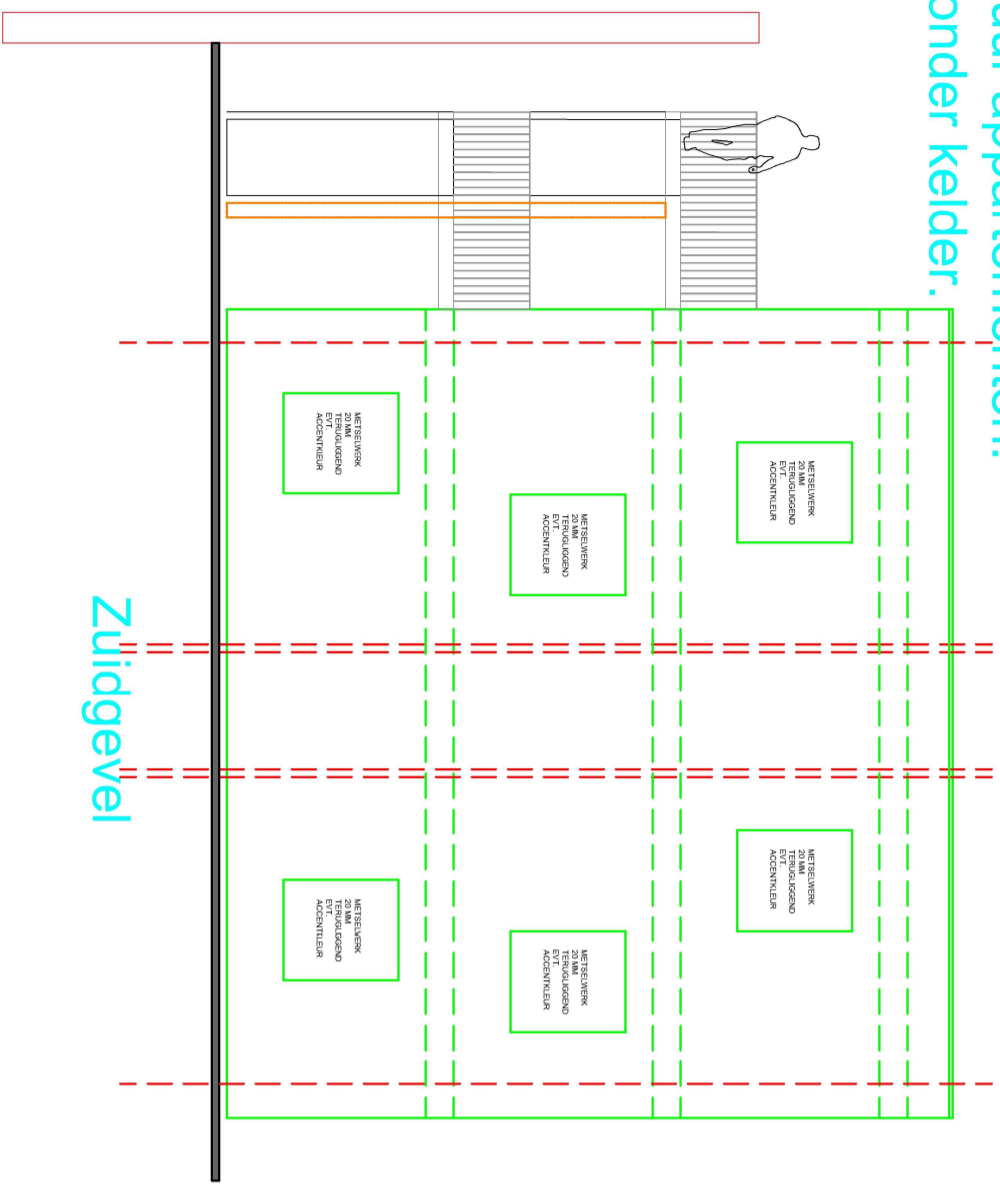 appartementen.
onder kelder.
METSELWERK
20 MM
TERUGLIGGEND
EVT.
ACCENTKLEUR
METSELWERK
20 MM
TERUGLIGGEND
EVT.
ACCENTKLEUR
METSELWERK
20 MM
TERUGLIGGEND
EVT.
ACCENTKLEUR
METSELWERK
20 MM
TERUGLIGGEND
EVT.
ACCENTKLEUR
METSELWERK
20 MM
TERUGLIGGEND
EVT.
ACCENTKLEUR
METSELWERK
20 MM
TERUGLIGGEND
EVT.
ACCENTKLEUR
Zuidgevel